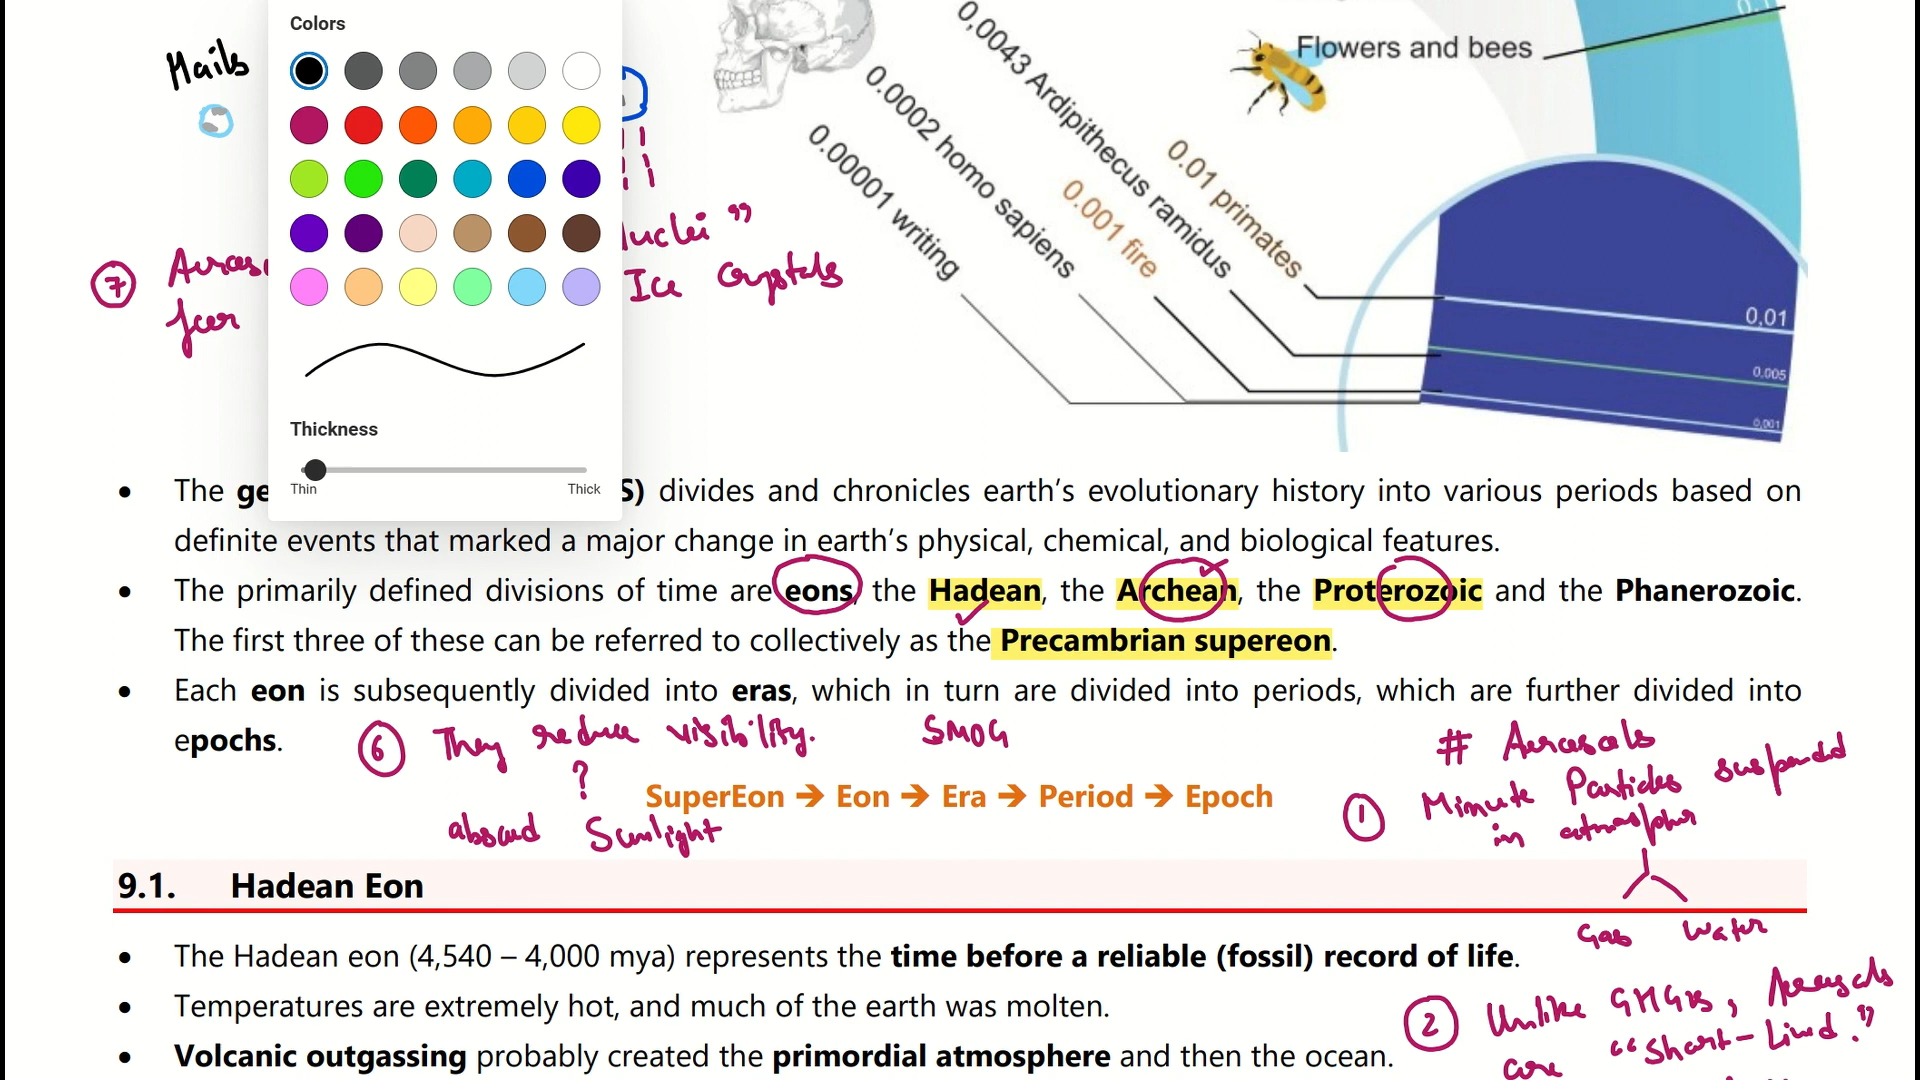 Colors
Mails
Flowers and bees
0,0043 Ardipithecus ramidus
0.0002 homo sapiens
0.00001 writing
0.01 primates
0.001 fire
0,01
0.005
0,001
Nuclei”
7
for
Ice Crystals
Thickness
Thin Thick
• The ge S) divides and chronicles earth’s evolutionary history into various periods based on
definite events that marked a major change in earth’s physical, chemical, and biological features.
• The primarily defined divisions of time are eons, the Hadean, the Archean, the Proterozoic and the Phanerozoic.
The first three of these can be referred to collectively as the Precambrian supereon.
• Each eon is subsequently divided into eras, which in turn are divided into periods, which are further divided into
epochs.
6 They reduce visibility. SMOG
?
absorb Sunlight
SuperEon → Eon → Era → Period → Epoch
# Aerosols
1 Minute Particles suspended
in atmosphere
Gas Water
9.1. Hadean Eon
• The Hadean eon (4,540 – 4,000 mya) represents the time before a reliable (fossil) record of life.
• Temperatures are extremely hot, and much of the earth was molten.
• Volcanic outgassing probably created the primordial atmosphere and then the ocean.
2 Unlike GHGs, Aerosols
are “Short-Lived.”